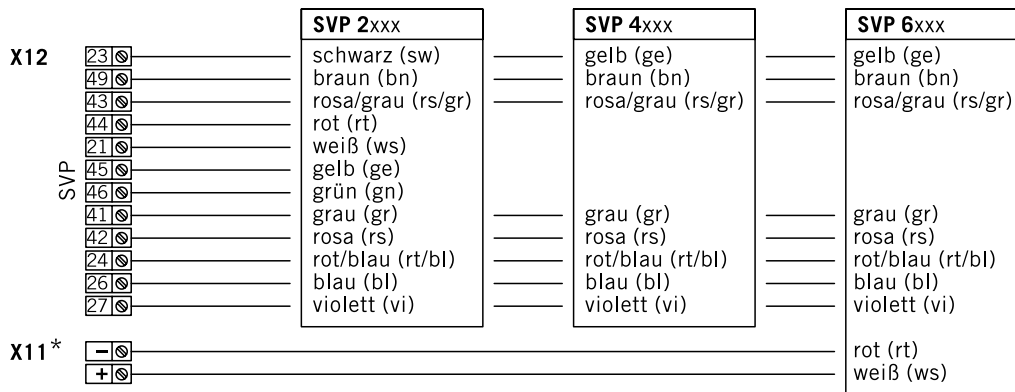 SVP 2xxx SVP 4xxx SVP 6xxx
X12 23 schwarz (sw) gelb (ge) gelb (ge)
49 braun (bn) braun (bn) braun (bn)
43 rosa/grau (rs/gr) rosa/grau (rs/gr) rosa/grau (rs/gr)
44 rot (rt)
21 weiß (ws)
45 gelb (ge)
SVP 46 grün (gn)
41 grau (gr) grau (gr) grau (gr)
42 rosa (rs) rosa (rs) rosa (rs)
24 rot/blau (rt/bl) rot/blau (rt/bl) rot/blau (rt/bl)
26 blau (bl) blau (bl) blau (bl)
27 violett (vi) violett (vi) violett (vi)
X11* − rot (rt)
+ weiß (ws)